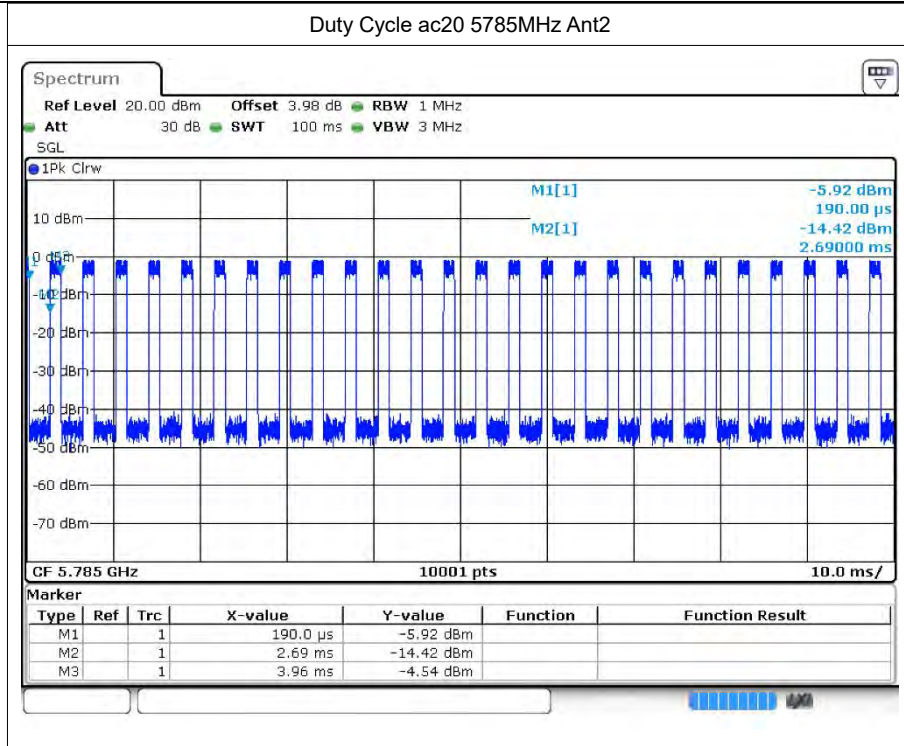 Duty Cycle ac20 5785MHz Ant2
Spectrum
Ref Level 20.00 dBm Offset 3.98 dB RBW 1 MHz
Att 30 dB SWT 100 ms VBW 3 MHz
SGL
1Pk Clrw
M1[1] -5.92 dBm
190.00 µs
10 dBm
M2[1] -14.42 dBm
2.69000 ms
0 dBm
-10 dBm
-20 dBm
-30 dBm
-40 dBm
-50 dBm
-60 dBm
-70 dBm
CF 5.785 GHz 10001 pts 10.0 ms/
Marker
Type Ref Trc X-value Y-value Function Function Result
M1 1 190.0 µs -5.92 dBm
M2 1 2.69 ms -14.42 dBm
M3 1 3.96 ms -4.54 dBm